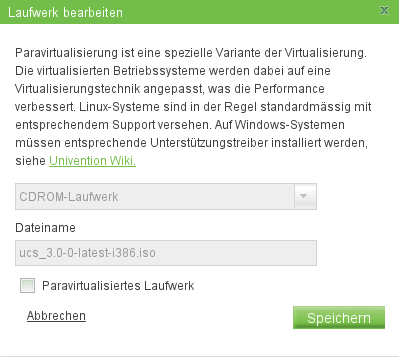 Laufwerk bearbeiten
Paravirtualisierung ist eine spezielle Variante der Virtualisierung.
Die virtualisierten Betriebssysteme werden dabei auf eine
Virtualisierungstechnik angepasst, was die Performance
verbessert. Linux-Systeme sind in der Regel standardmässig mit
entsprechendem Support versehen. Auf Windows-Systemen
müssen entsprechende Unterstützungstreiber installiert werden,
siehe Univention Wiki.
CDROM-Laufwerk
Dateiname
ucs_3.0-0-latest-i386.iso
Paravirtualisiertes Laufwerk
Abbrechen
Speichern